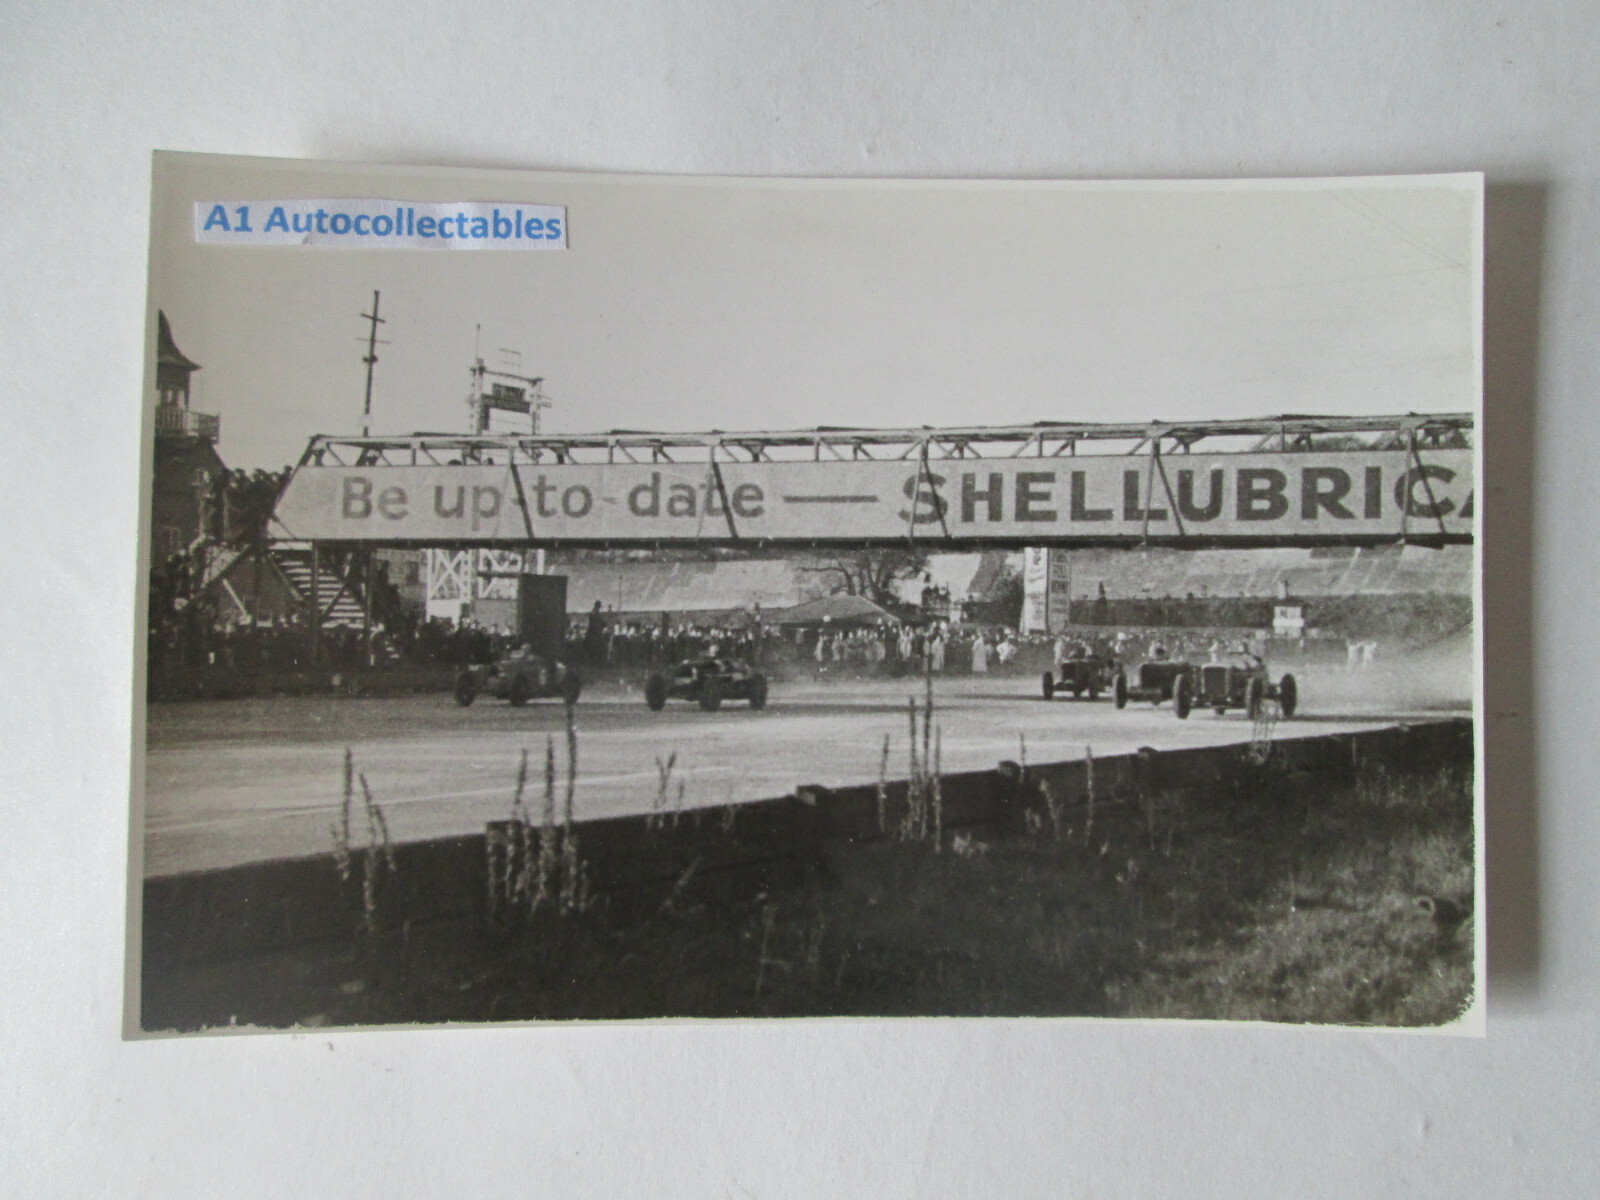 A1 Autocollectables
Be up-to-date — SHELLUBRICA